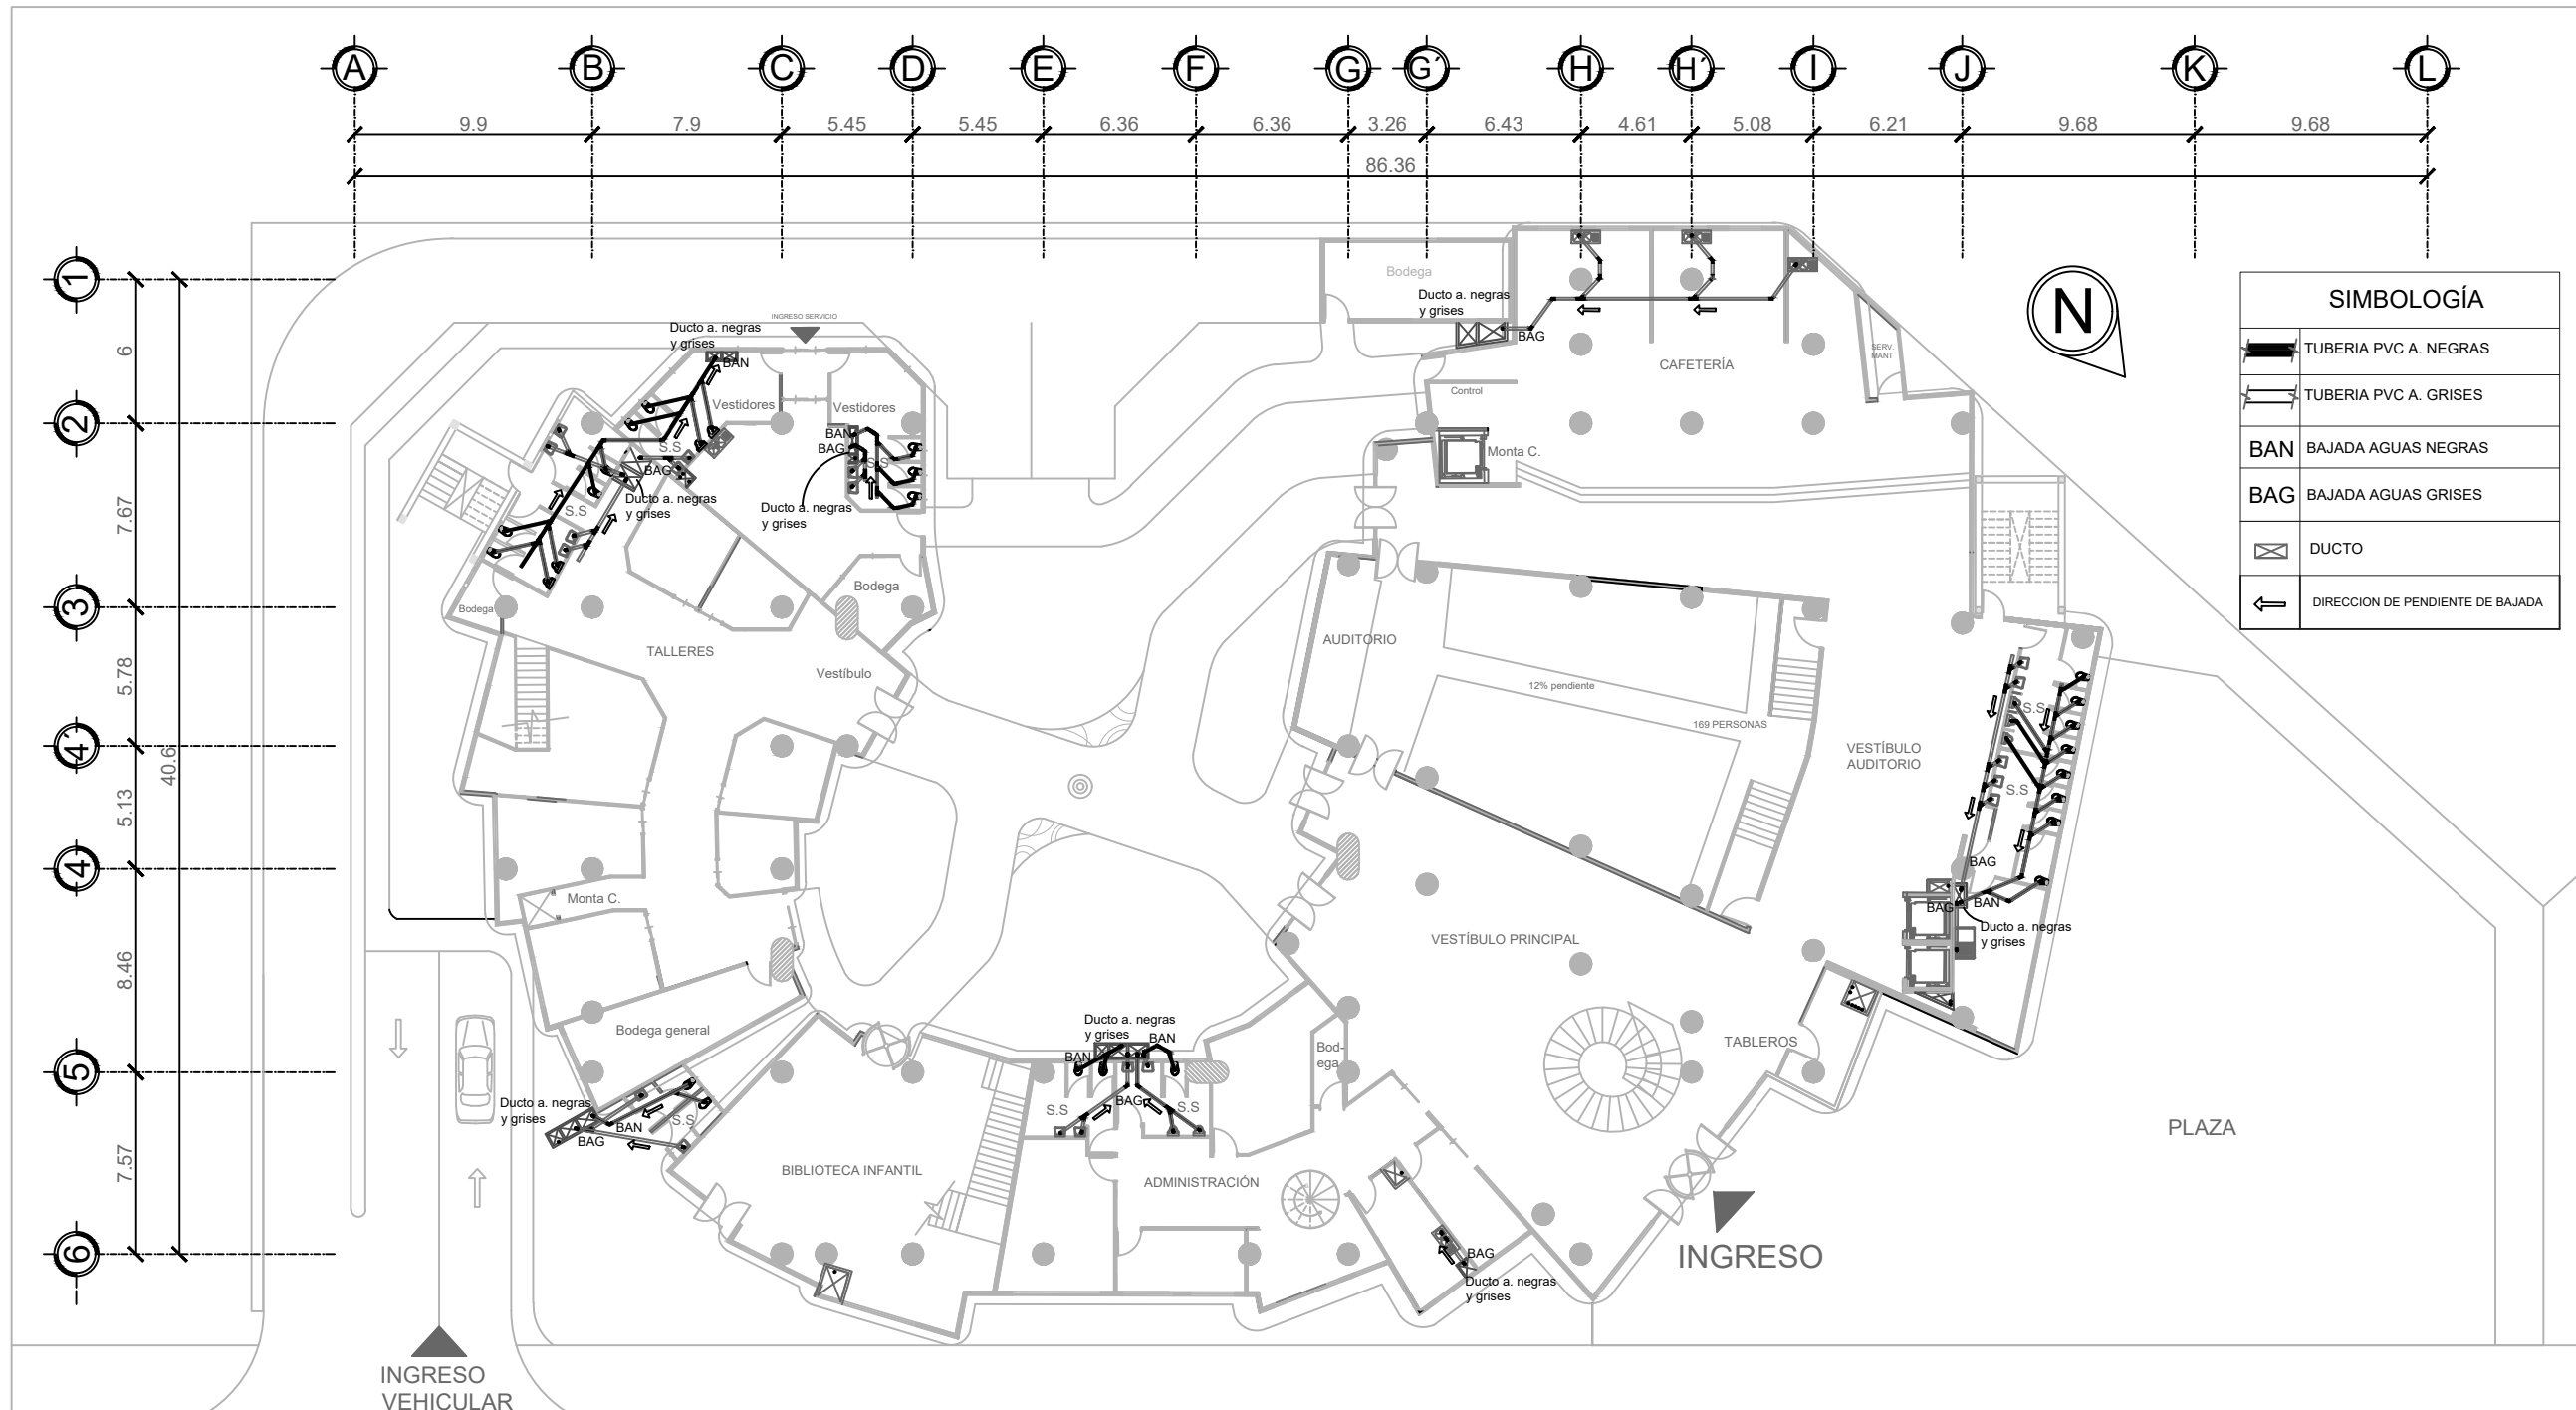 A B C D E F G G´ H H´ I J K L
9.9 7.9 5.45 5.45 6.36 6.36 3.26 6.43 4.61 5.08 6.21 9.68 9.68
86.36
1
2
3
4´
4
5
6
6
7.67
5.78
5.13
8.46
7.57
40.6
N
SIMBOLOGÍA
TUBERIA PVC A. NEGRAS
TUBERIA PVC A. GRISES
BAN BAJADA AGUAS NEGRAS
BAG BAJADA AGUAS GRISES
DUCTO
DIRECCION DE PENDIENTE DE BAJADA
INGRESO SERVICIO
Ducto a. negras
y grises
BAN
Vestidores
Vestidores
S.S
BAG
Ducto a. negras
y grises
S.S
BAN
BAG
S.S
Ducto a. negras
y grises
Bodega
Bodega
TALLERES
Vestíbulo
Monta C.
Bodega general
Ducto a. negras
y grises
BAG
BAN
S.S
BIBLIOTECA INFANTIL
Ducto a. negras
y grises
BAN
BAN
BAG
S.S
S.S
ADMINISTRACIÓN
Bod-
ega
Bodega
Ducto a. negras
y grises
BAG
CAFETERÍA
SERV.
MANT
Control
Monta C.
AUDITORIO
12% pendiente
169 PERSONAS
VESTÍBULO
AUDITORIO
S.S
S.S
BAG
BAG
BAN
Ducto a. negras
y grises
VESTÍBULO PRINCIPAL
TABLEROS
BAG
Ducto a. negras
y grises
INGRESO
PLAZA
INGRESO
VEHICULAR